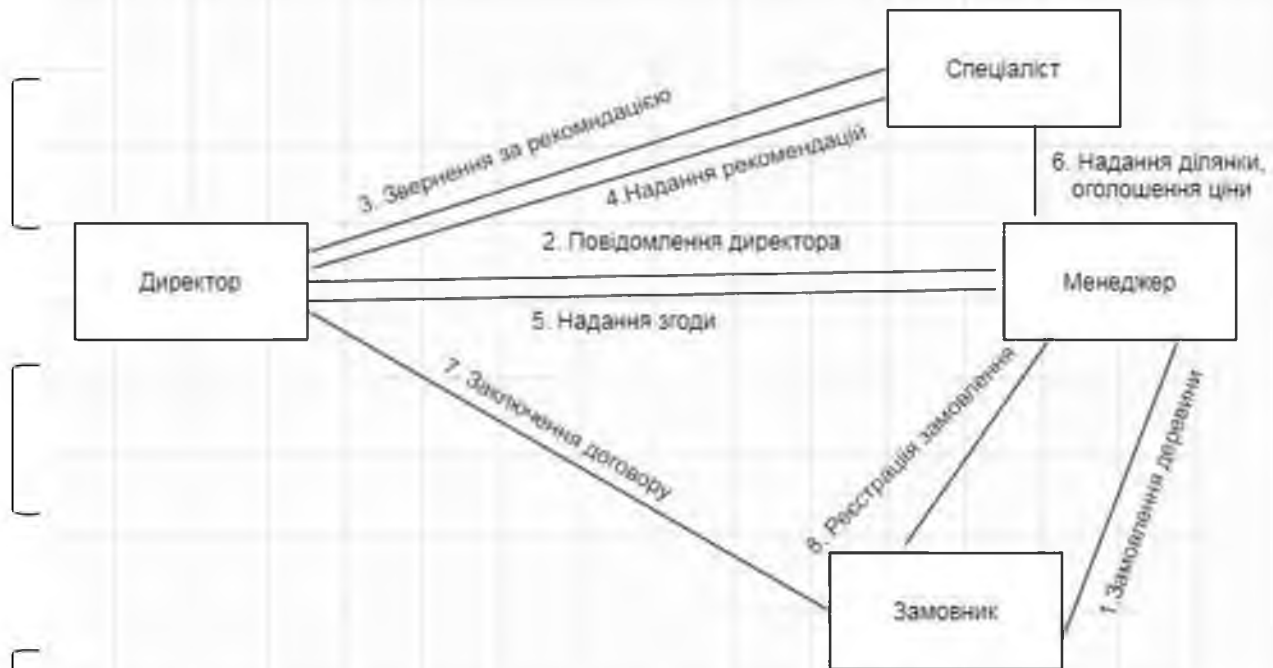 Спеціаліст
3. Звернення за рекомндацією
4.Надання рекомендацій
6. Надання ділянки,
оголошення ціни
2. Повідомлення директора
Директор
Менеджер
5. Надання згоди
7. Заключення договору
8. Реєстрація замовлення
1.Замовлення деревини
Замовник